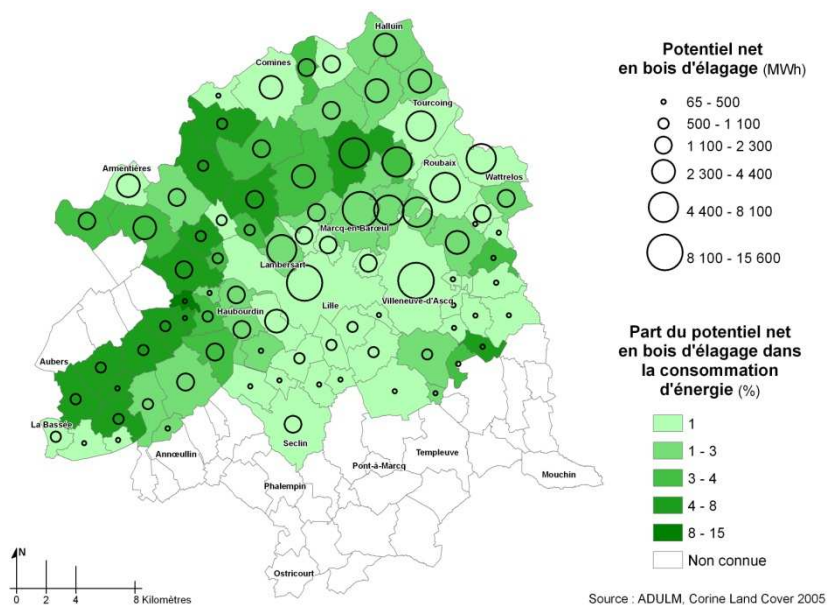 Halluin
Comines
Tourcoing
Armentières
Roubaix
Wattrelos
Marcq-en-Barœul
Lambersart
Lille
Villeneuve-d'Ascq
Haubourdin
Aubers
La Bassée
Annœullin
Seclin
Pont-à-Marcq
Templeuve
Mouchin
Phalempin
Ostricourt
N
0 2 4 8 Kilomètres
Potentiel net
en bois d'élagage (MWh)
65 - 500
500 - 1 100
1 100 - 2 300
2 300 - 4 400
4 400 - 8 100
8 100 - 15 600
Part du potentiel net
en bois d'élagage dans
la consommation
d'énergie (%)
1
1 - 3
3 - 4
4 - 8
8 - 15
Non connue
Source : ADULM, Corine Land Cover 2005